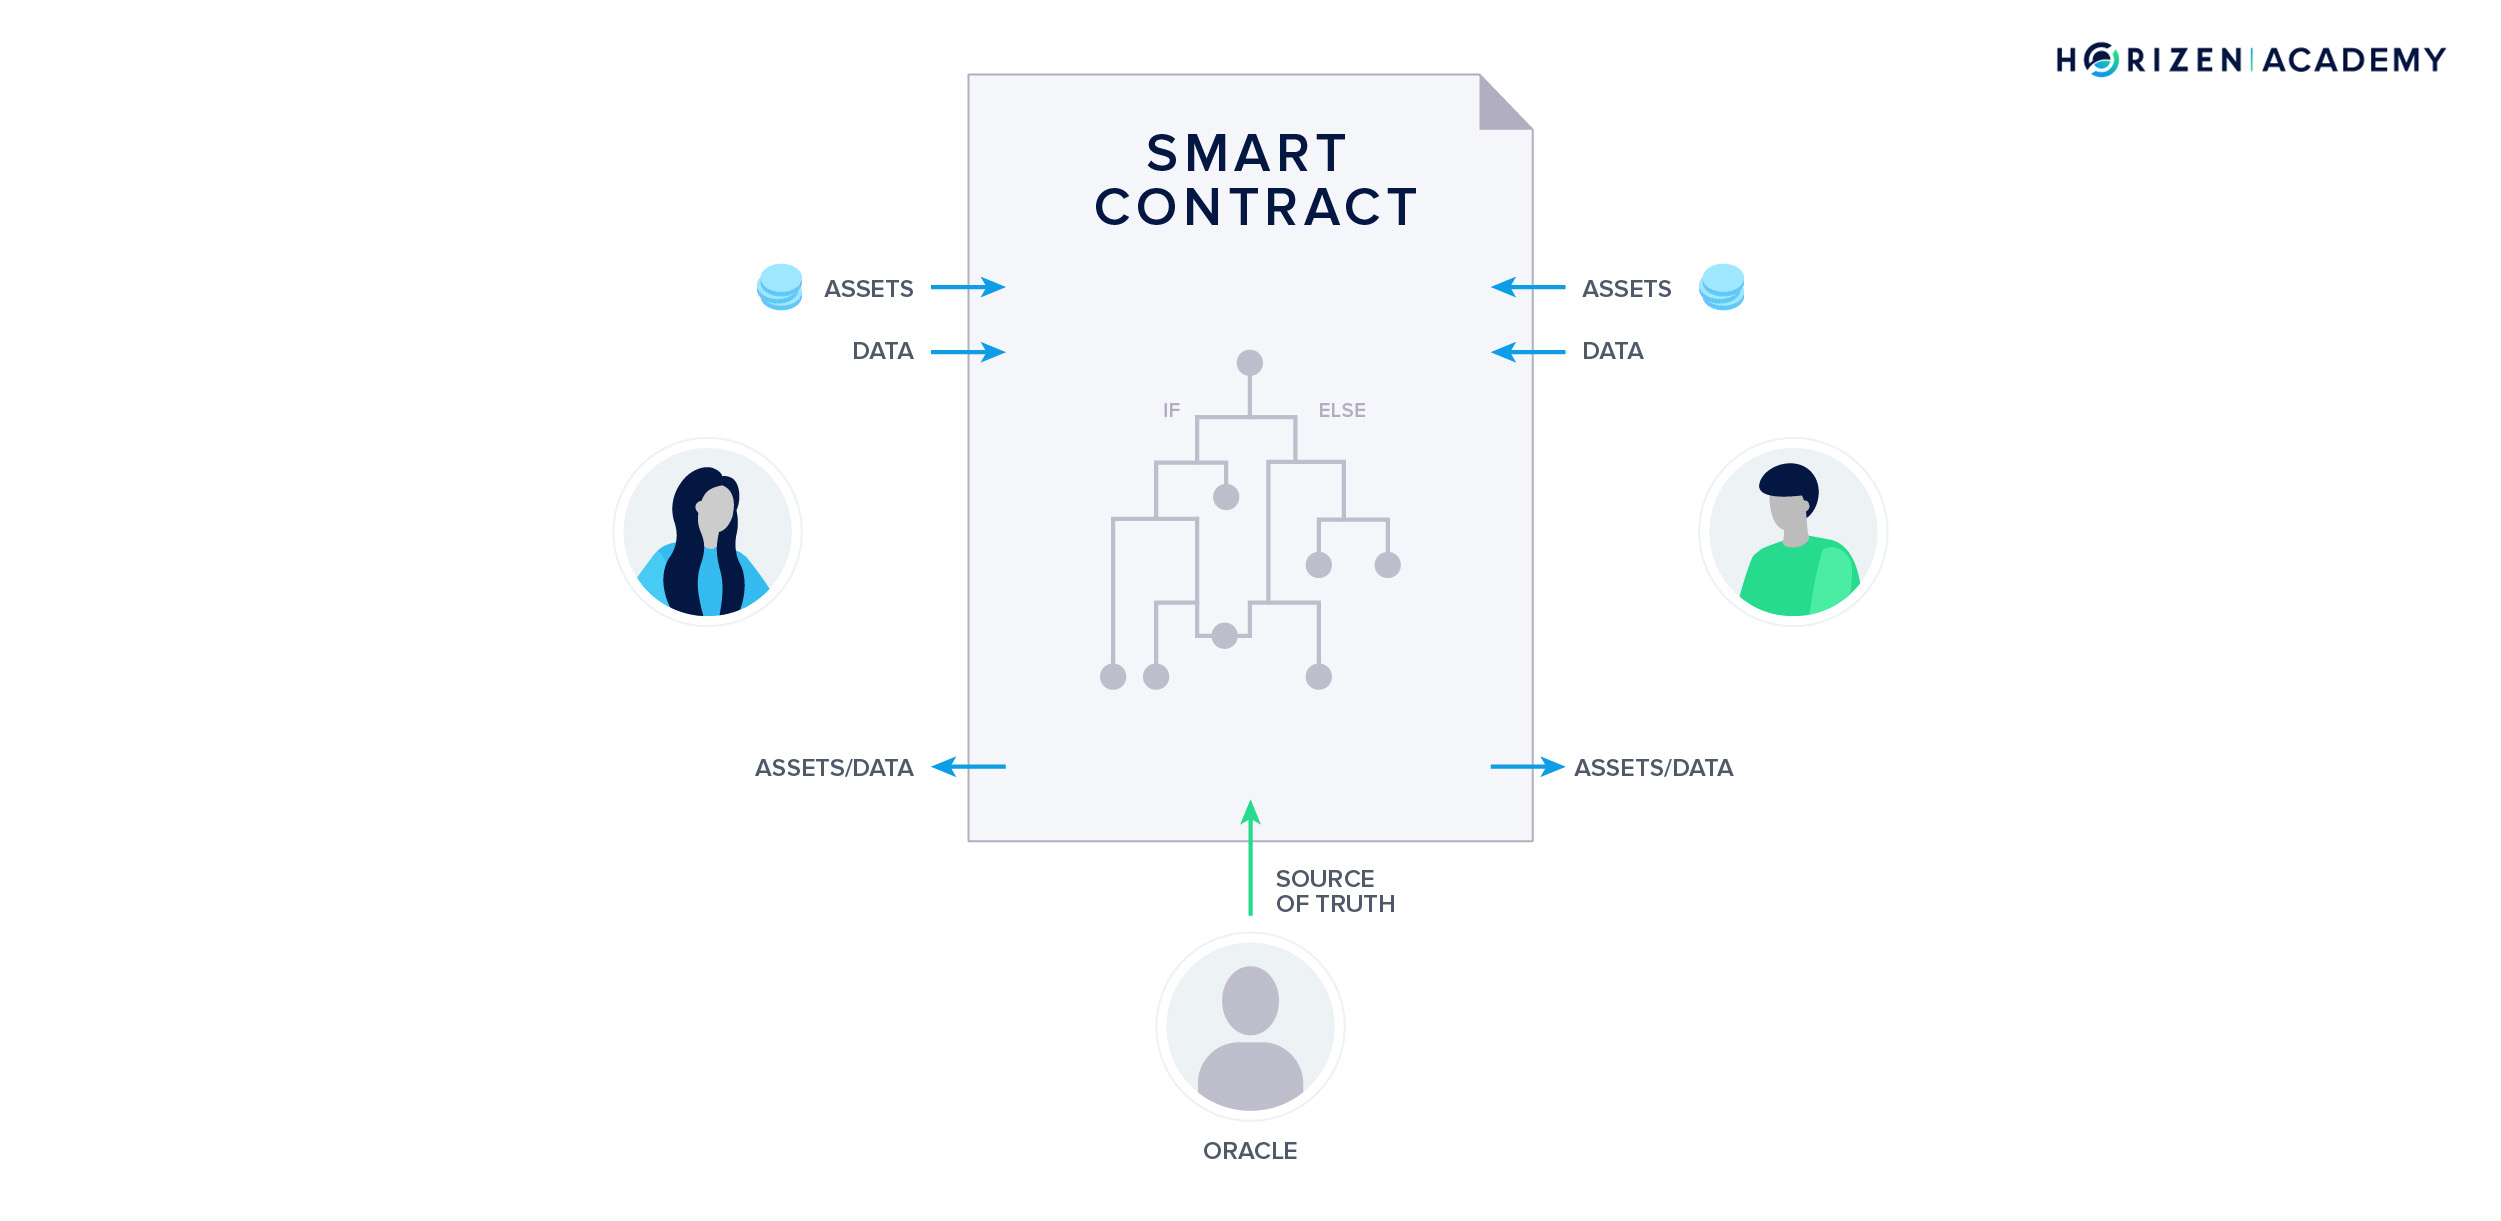 HORIZEN ACADEMY
SMART
CONTRACT
ASSETS
ASSETS
DATA
DATA
IF
ELSE
ASSETS/DATA
ASSETS/DATA
SOURCE
OF TRUTH
ORACLE